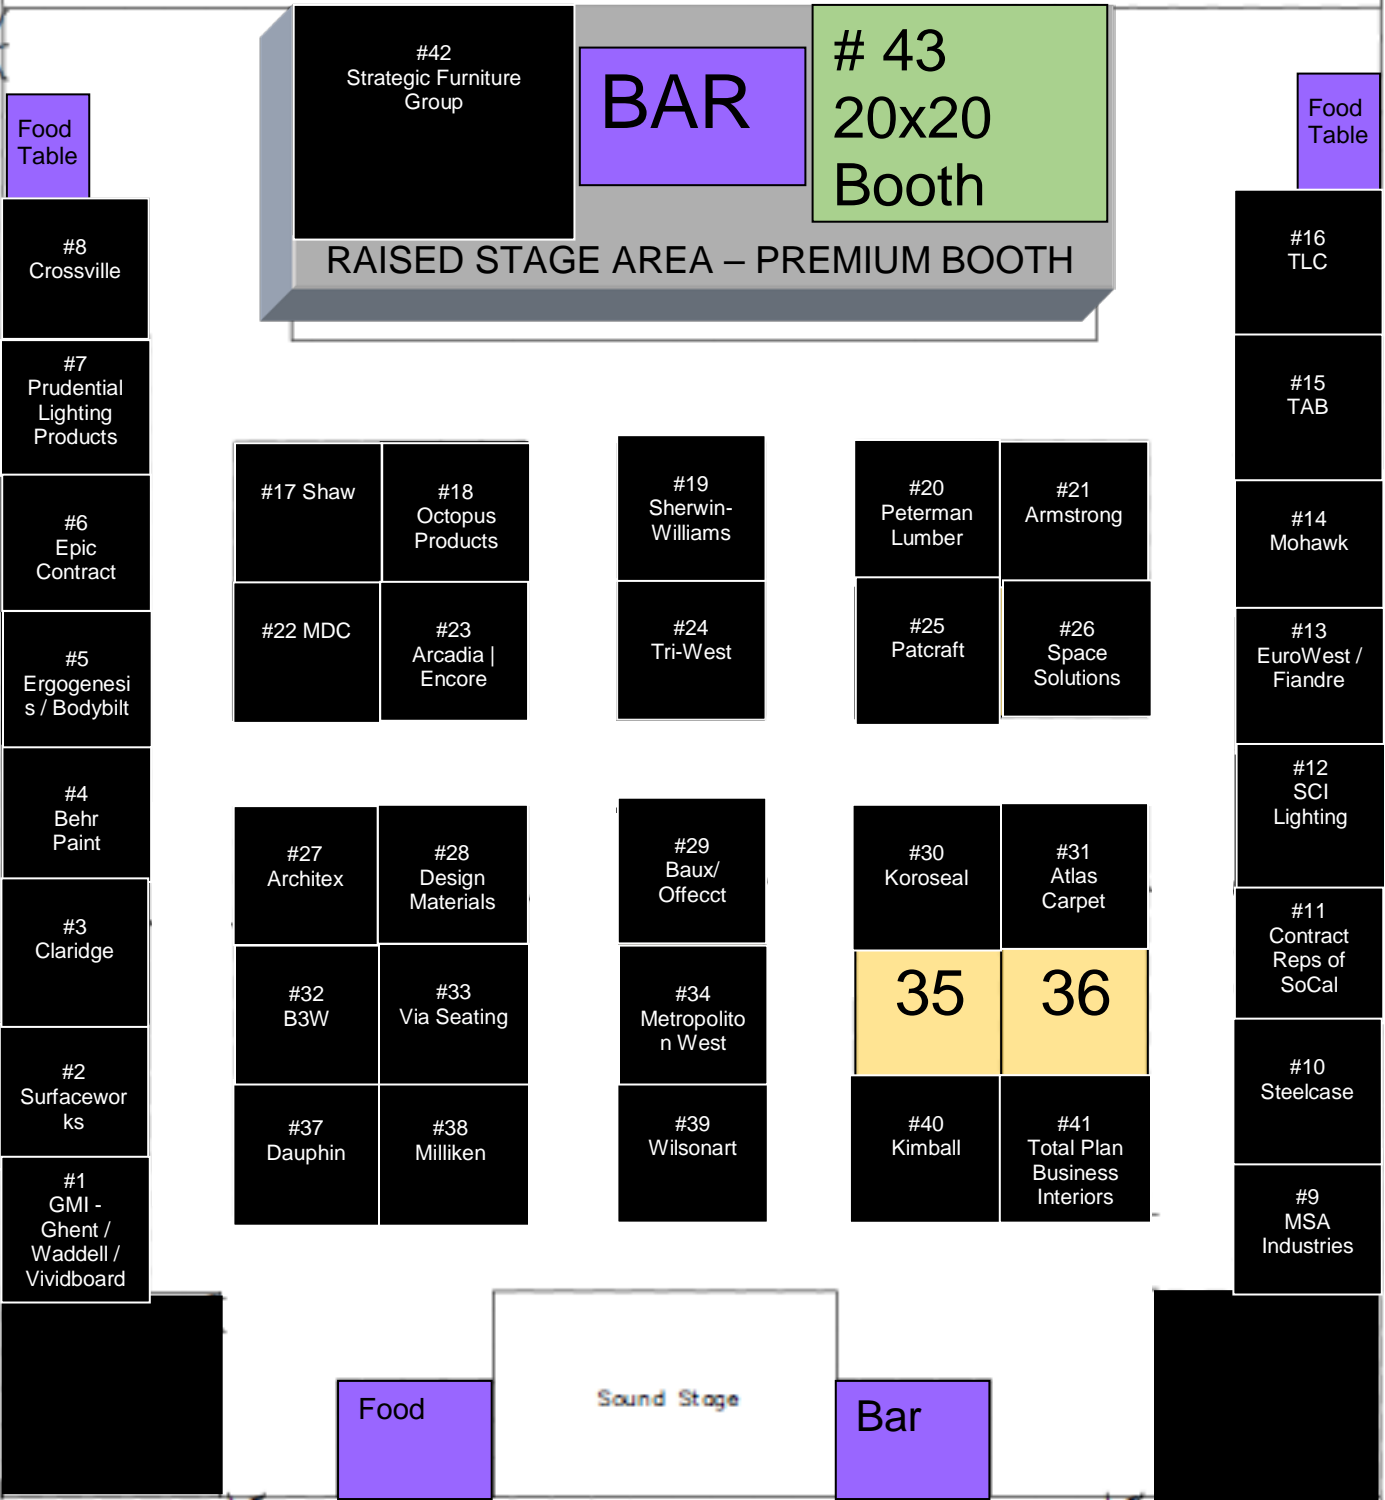 #42
Strategic Furniture
Group
BAR
# 43
20x20
Booth
Food
Table
Food
Table
RAISED STAGE AREA – PREMIUM BOOTH
#8
Crossville
#7
Prudential
Lighting
Products
#6
Epic
Contract
#5
Ergogenesi
s / Bodybilt
#4
Behr
Paint
#3
Claridge
#2
Surfacewor
ks
#1
GMI -
Ghent /
Waddell /
Vividboard
#17 Shaw
#18
Octopus
Products
#19
Sherwin-
Williams
#20
Peterman
Lumber
#21
Armstrong
#22 MDC
#23
Arcadia |
Encore
#24
Tri-West
#25
Patcraft
#26
Space
Solutions
#27
Architex
#28
Design
Materials
#29
Baux/
Offecct
#30
Koroseal
#31
Atlas
Carpet
#32
B3W
#33
Via Seating
#34
Metropolito
n West
35
36
#37
Dauphin
#38
Milliken
#39
Wilsonart
#40
Kimball
#41
Total Plan
Business
Interiors
#16
TLC
#15
TAB
#14
Mohawk
#13
EuroWest /
Fiandre
#12
SCI
Lighting
#11
Contract
Reps of
SoCal
#10
Steelcase
#9
MSA
Industries
Food
Sound Stage
Bar